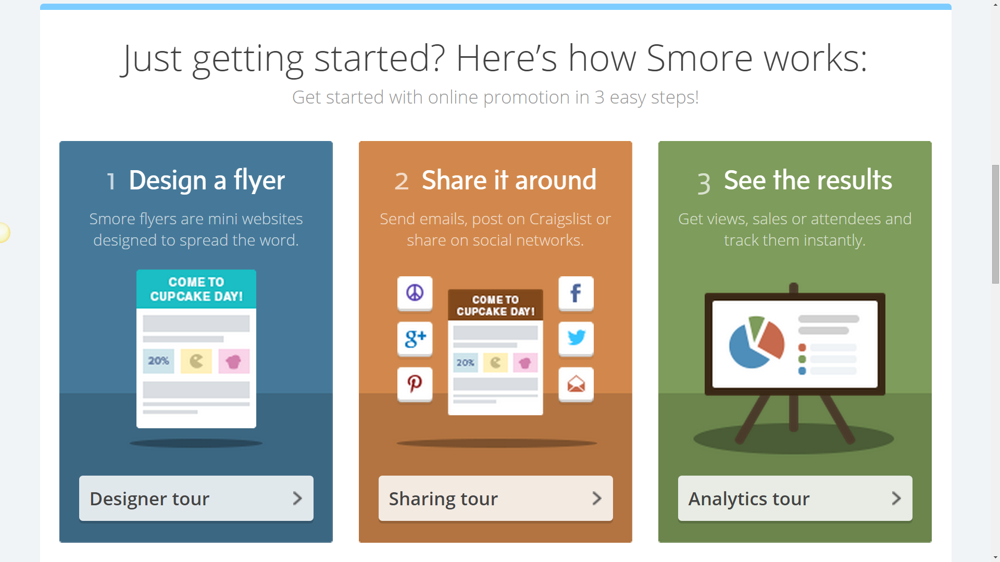 Just getting started? Here’s how Smore works:
Get started with online promotion in 3 easy steps!
1 Design a flyer
Smore flyers are mini websites
designed to spread the word.
COME TO
CUPCAKE DAY!
20%
Designer tour
2 Share it around
Send emails, post on Craigslist or
share on social networks.
COME TO
CUPCAKE DAY!
20%
g+
f
Sharing tour
3 See the results
Get views, sales or attendees and
track them instantly.
Analytics tour